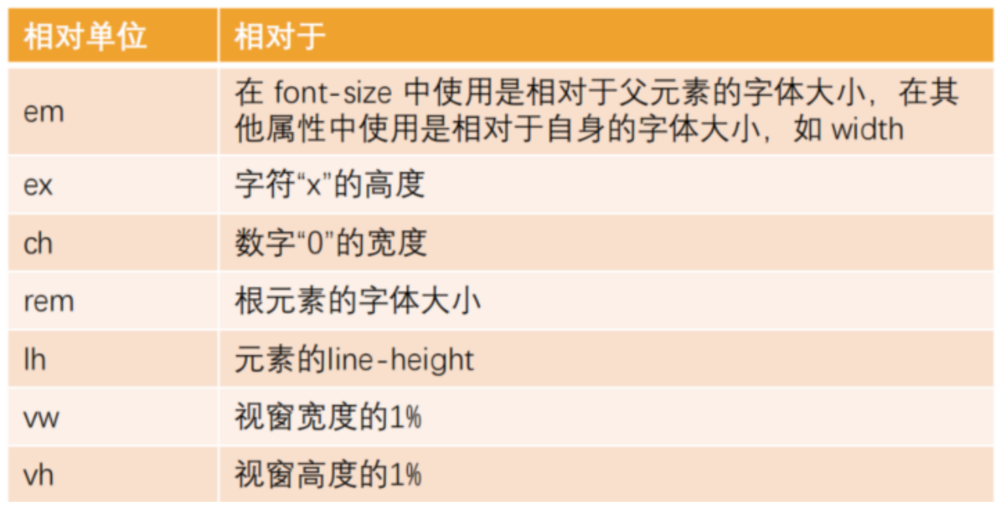 相对单位 相对于
em 在 font-size 中使用是相对于父元素的字体大小，在其
他属性中使用是相对于自身的字体大小，如 width
ex 字符“x”的高度
ch 数字“0”的宽度
rem 根元素的字体大小
lh 元素的line-height
vw 视窗宽度的1%
vh 视窗高度的1%